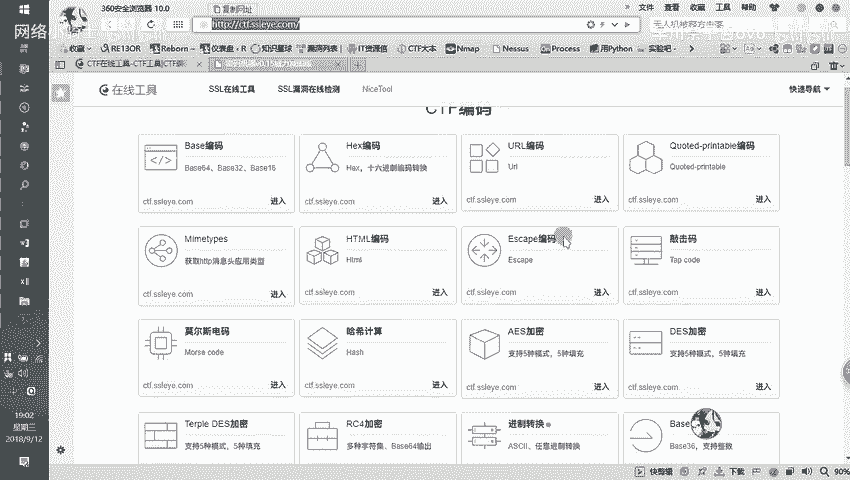 360安全浏览器 10.0
复制网址
文件 查看 收藏 工具 帮助
http://ctf.ssleye.com/
收藏
RE13OR
Reborn
仪表盘 - R
知识星球
漏洞列表
IT资源值
CTF大本
Nmap
Nessus
Process
用Python
实验吧 -
CTF在线工具-CTF工具|CTF编
在线工具
SSL在线工具
SSL漏洞在线检测
NiceTool
快速导航
CTF编码
Base编码
Base64、Base32、Base16
ctf.ssleye.com 进入
Hex编码
Hex，十六进制编码转换
ctf.ssleye.com 进入
URL编码
Url
ctf.ssleye.com 进入
Quoted-printable编码
Quoted-printable
ctf.ssleye.com 进入
Mimetypes
获取http消息头应用类型
ctf.ssleye.com 进入
HTML编码
Html
ctf.ssleye.com 进入
Escape编码
Escape
ctf.ssleye.com 进入
敲击码
Tap code
ctf.ssleye.com 进入
莫尔斯电码
Morse code
ctf.ssleye.com 进入
哈希计算
Hash
ctf.ssleye.com 进入
AES加密
支持5种模式，5种填充
ctf.ssleye.com 进入
DES加密
支持5种模式，5种填充
ctf.ssleye.com 进入
Terple DES加密
支持5种模式，5种填充
RC4加密
多种字符集、Base64输出
进制转换
ASCII、任意进制转换
Base
Base36，支持整数
19:02
星期三
2018/9/12
快剪辑
下载
90%